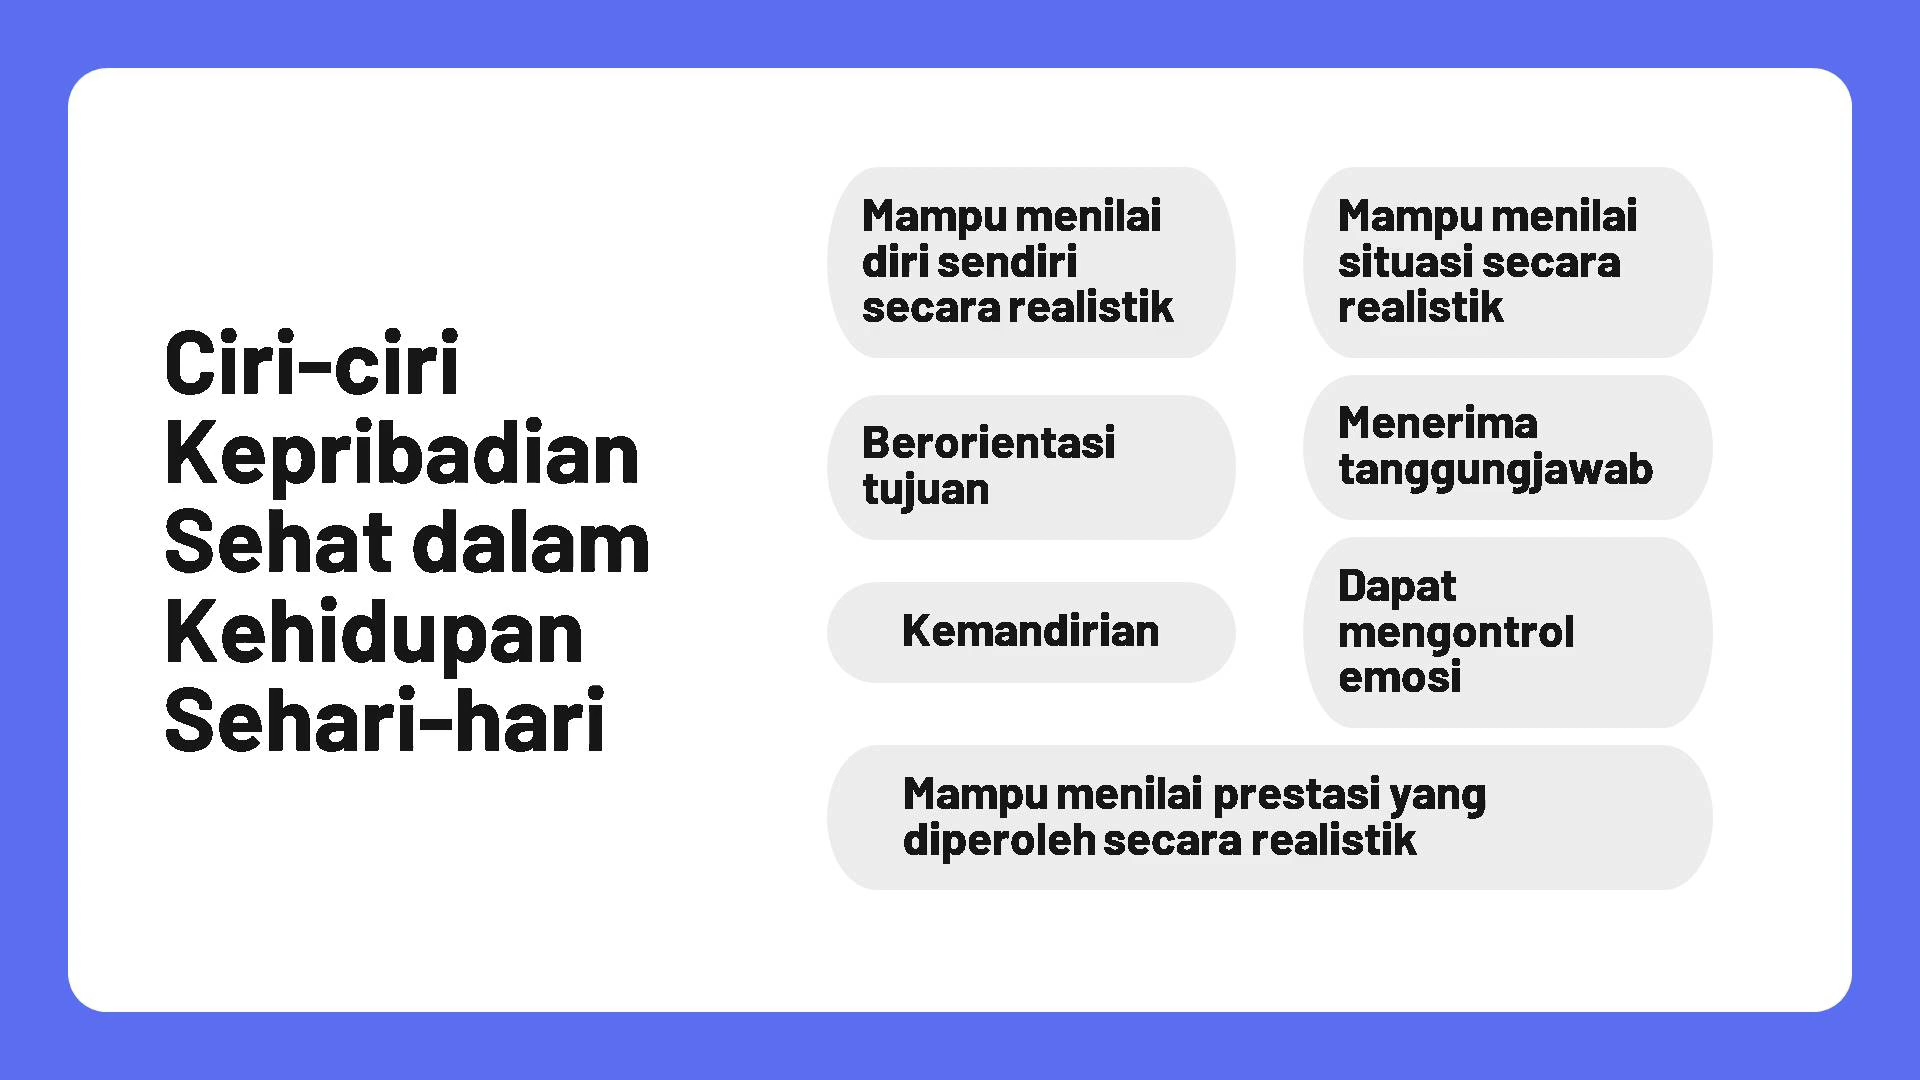 Ciri-ciri
Kepribadian
Sehat dalam
Kehidupan
Sehari-hari
Mampu menilai
diri sendiri
secara realistik
Mampu menilai
situasi secara
realistik
Berorientasi
tujuan
Menerima
tanggungjawab
Kemandirian
Dapat
mengontrol
emosi
Mampu menilai prestasi yang
diperoleh secara realistik